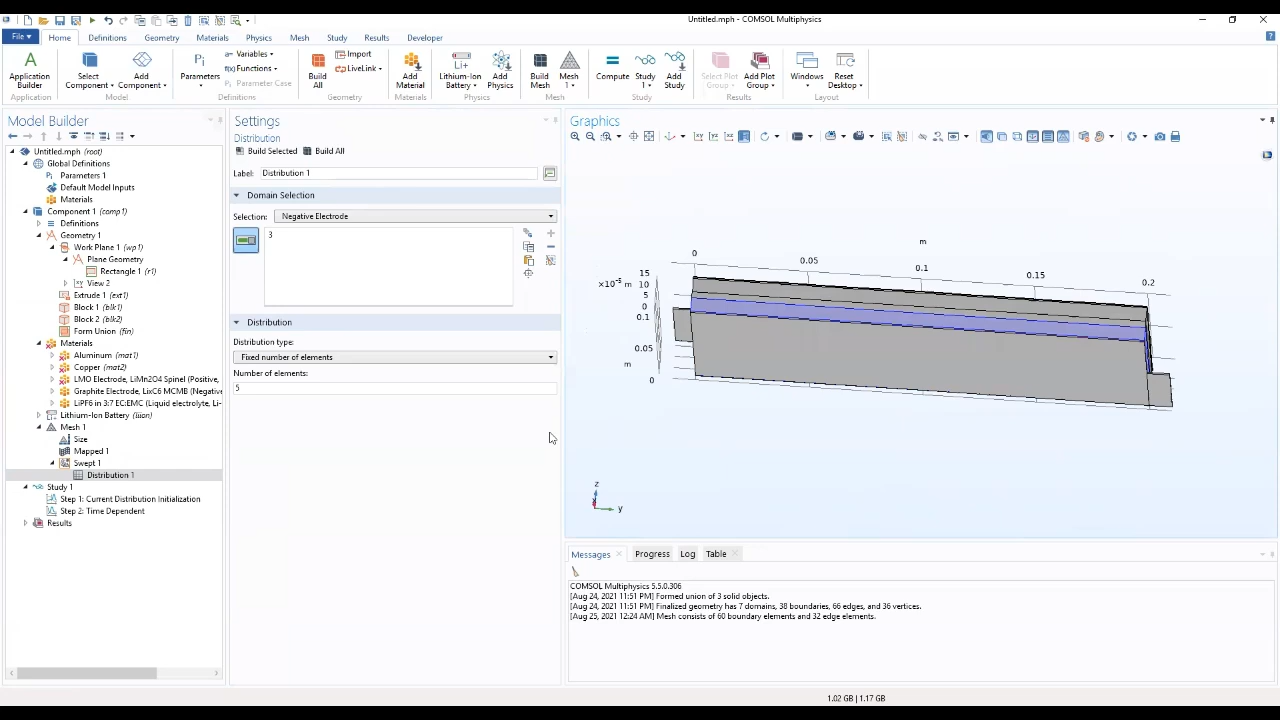 Untitled.mph - COMSOL Multiphysics
File Home Definitions Geometry Materials Physics Mesh Study Results Developer
Application Builder
Select Component
Add Component
Parameters
a= Variables
f(x) Functions
Pi Parameter Case
Build All
Import
LiveLink
Add Material
Lithium-Ion Battery
Add Physics
Build Mesh
Mesh 1
Compute
Study 1
Add Study
Select Plot Group
Add Plot Group
Windows
Reset Desktop
Application Model Definitions Geometry Materials Physics Mesh Study Results Layout
Model Builder
Untitled.mph (root)
Global Definitions
Parameters 1
Default Model Inputs
Materials
Component 1 (comp1)
Definitions
Geometry 1
Work Plane 1 (wp1)
Plane Geometry
Rectangle 1 (r1)
View 2
Extrude 1 (ext1)
Block 1 (blk1)
Block 2 (blk2)
Form Union (fin)
Materials
Aluminum (mat1)
Copper (mat2)
LMO Electrode, LiMn2O4 Spinel (Positive,
Graphite Electrode, LixC6 MCMB (Negative
LiPF6 in 3:7 EC:EMC (Liquid electrolyte, Li-
Lithium-Ion Battery (liion)
Mesh 1
Size
Mapped 1
Swept 1
Distribution 1
Study 1
Step 1: Current Distribution Initialization
Step 2: Time Dependent
Results
Settings
Distribution
Build Selected Build All
Label: Distribution 1
Domain Selection
Selection: Negative Electrode
3
Distribution
Distribution type:
Fixed number of elements
Number of elements:
5
Graphics
m
0 0.05 0.1 0.15 0.2
×10⁻⁵ m
15
10
5
0
0.1
0.05
m
0
z
x
y
Messages Progress Log Table
COMSOL Multiphysics 5.5.0.306
[Aug 24, 2021 11:51 PM] Formed union of 3 solid objects.
[Aug 24, 2021 11:51 PM] Finalized geometry has 7 domains, 38 boundaries, 66 edges, and 36 vertices.
[Aug 25, 2021 12:24 AM] Mesh consists of 60 boundary elements and 32 edge elements.
1.02 GB | 1.17 GB